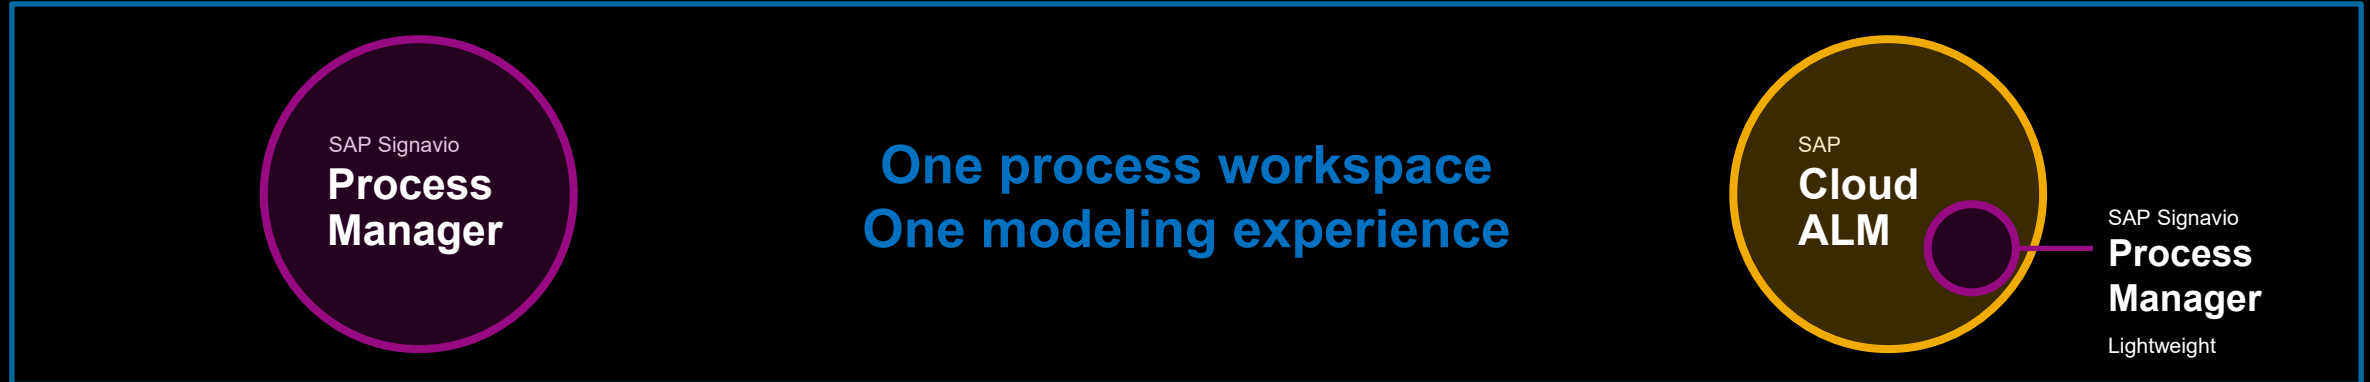 SAP Signavio
Process
Manager
One process workspace
One modeling experience
SAP
Cloud
ALM
SAP Signavio
Process
Manager
Lightweight